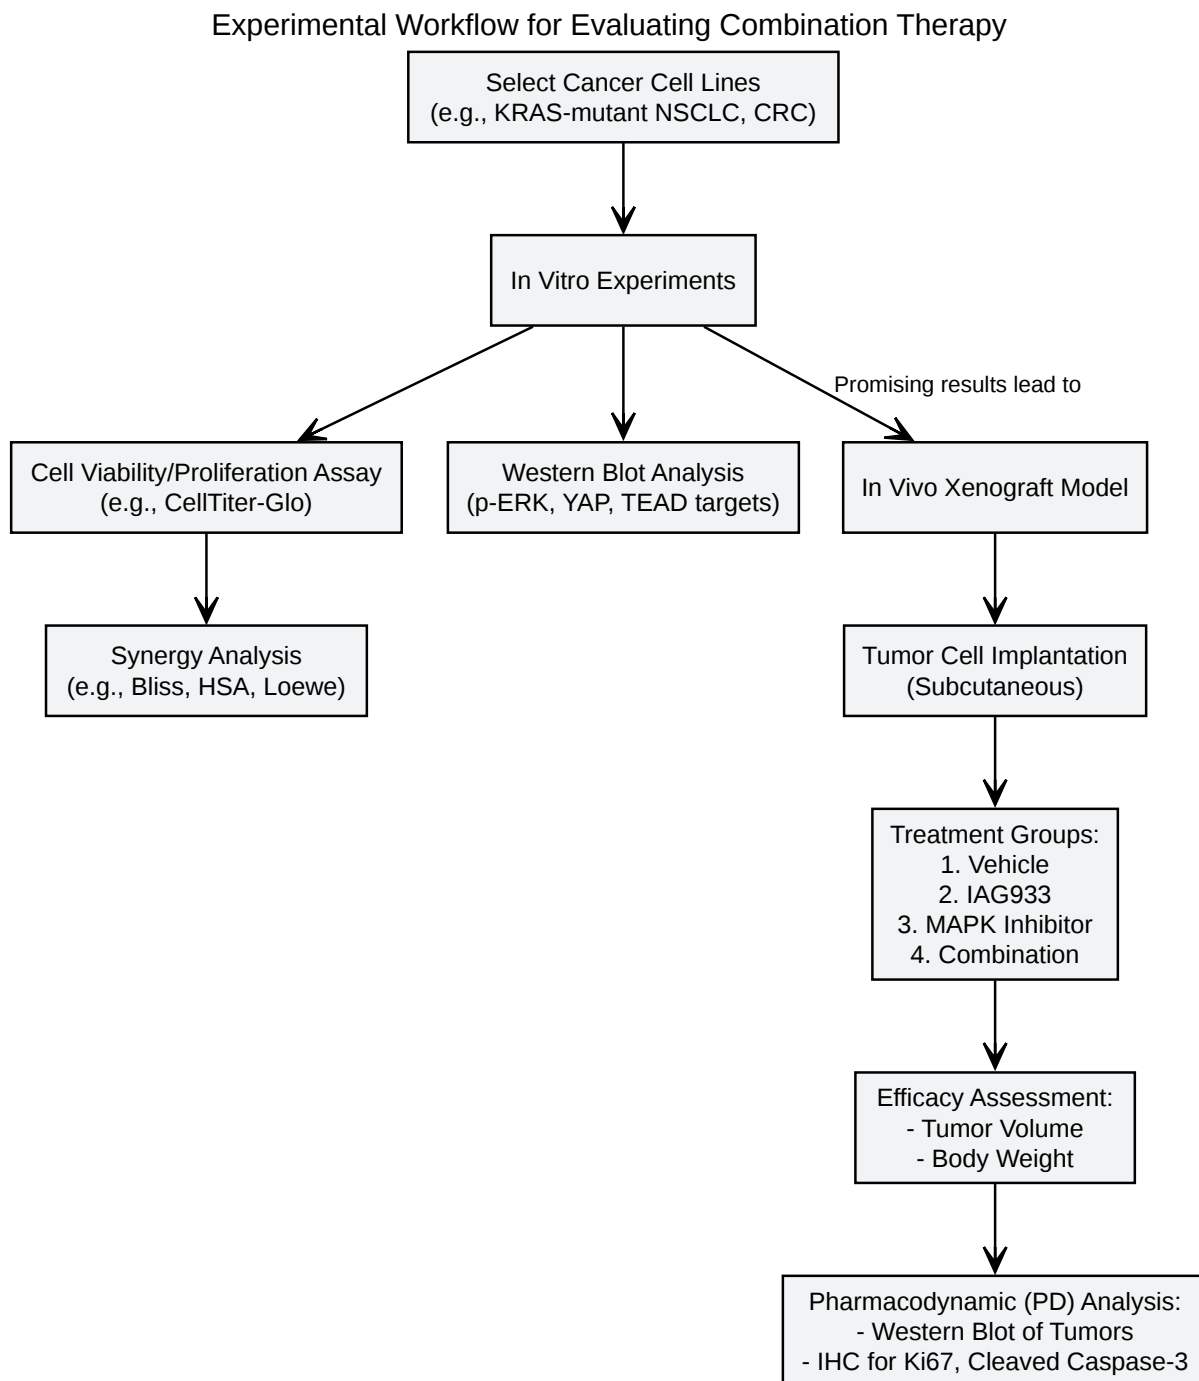 Experimental Workflow for Evaluating Combination Therapy
Select Cancer Cell Lines
(e.g., KRAS-mutant NSCLC, CRC)
In Vitro Experiments
Promising results lead to
Cell Viability/Proliferation Assay
(e.g., CellTiter-Glo)
Western Blot Analysis
(p-ERK, YAP, TEAD targets)
In Vivo Xenograft Model
Synergy Analysis
(e.g., Bliss, HSA, Loewe)
Tumor Cell Implantation
(Subcutaneous)
Treatment Groups:
1. Vehicle
2. IAG933
3. MAPK Inhibitor
4. Combination
Efficacy Assessment:
- Tumor Volume
- Body Weight
Pharmacodynamic (PD) Analysis:
- Western Blot of Tumors
- IHC for Ki67, Cleaved Caspase-3